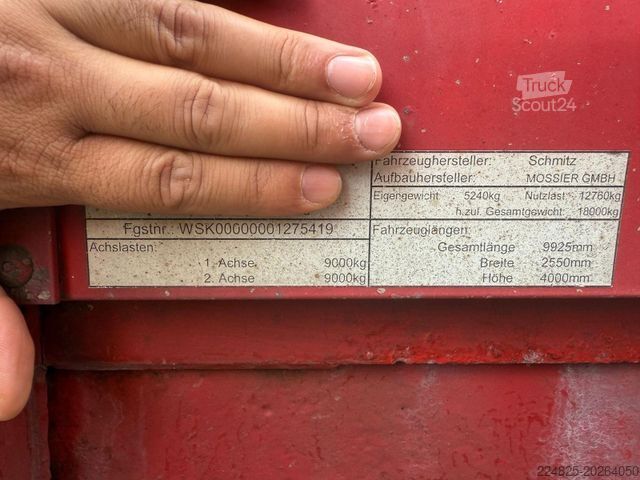 Truck
Scout24
Fahrzeughersteller: Schmitz
Aufbauhersteller: MOSSIER GMBH
Eigengewicht 5240kg Nutzlast 12760kg
h.zul. Gesamtgewicht: 18000kg
Fgstnr.: WSK00000001275419
Achslasten:
1. Achse 9000kg
2. Achse 9000kg
Fahrzeuglängen:
Gesamtlänge 9925mm
Breite 2550mm
Höhe 4000mm
224825-20264050